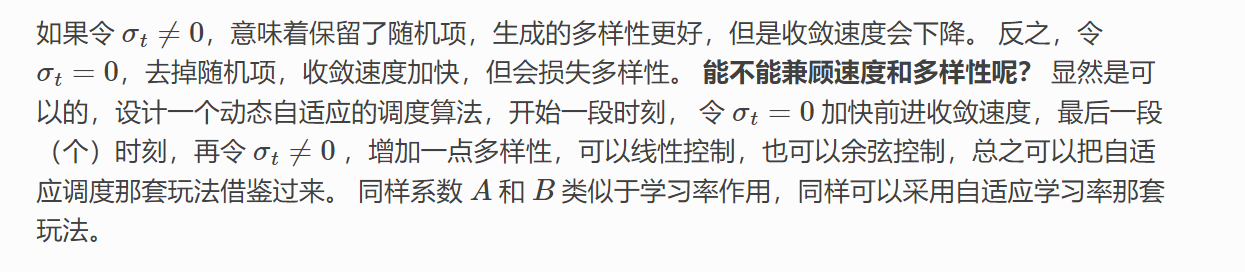 如果令 σt ≠ 0，意味着保留了随机项，生成的多样性更好，但是收敛速度会下降。 反之，令
σt = 0，去掉随机项，收敛速度加快，但会损失多样性。 能不能兼顾速度和多样性呢？ 显然是可
以的，设计一个动态自适应的调度算法，开始一段时刻， 令 σt = 0 加快前进收敛速度，最后一段
（个）时刻，再令 σt ≠ 0 ，增加一点多样性，可以线性控制，也可以余弦控制，总之可以把自适
应调度那套玩法借鉴过来。 同样系数 A 和 B 类似于学习率作用，同样可以采用自适应学习率那套
玩法。